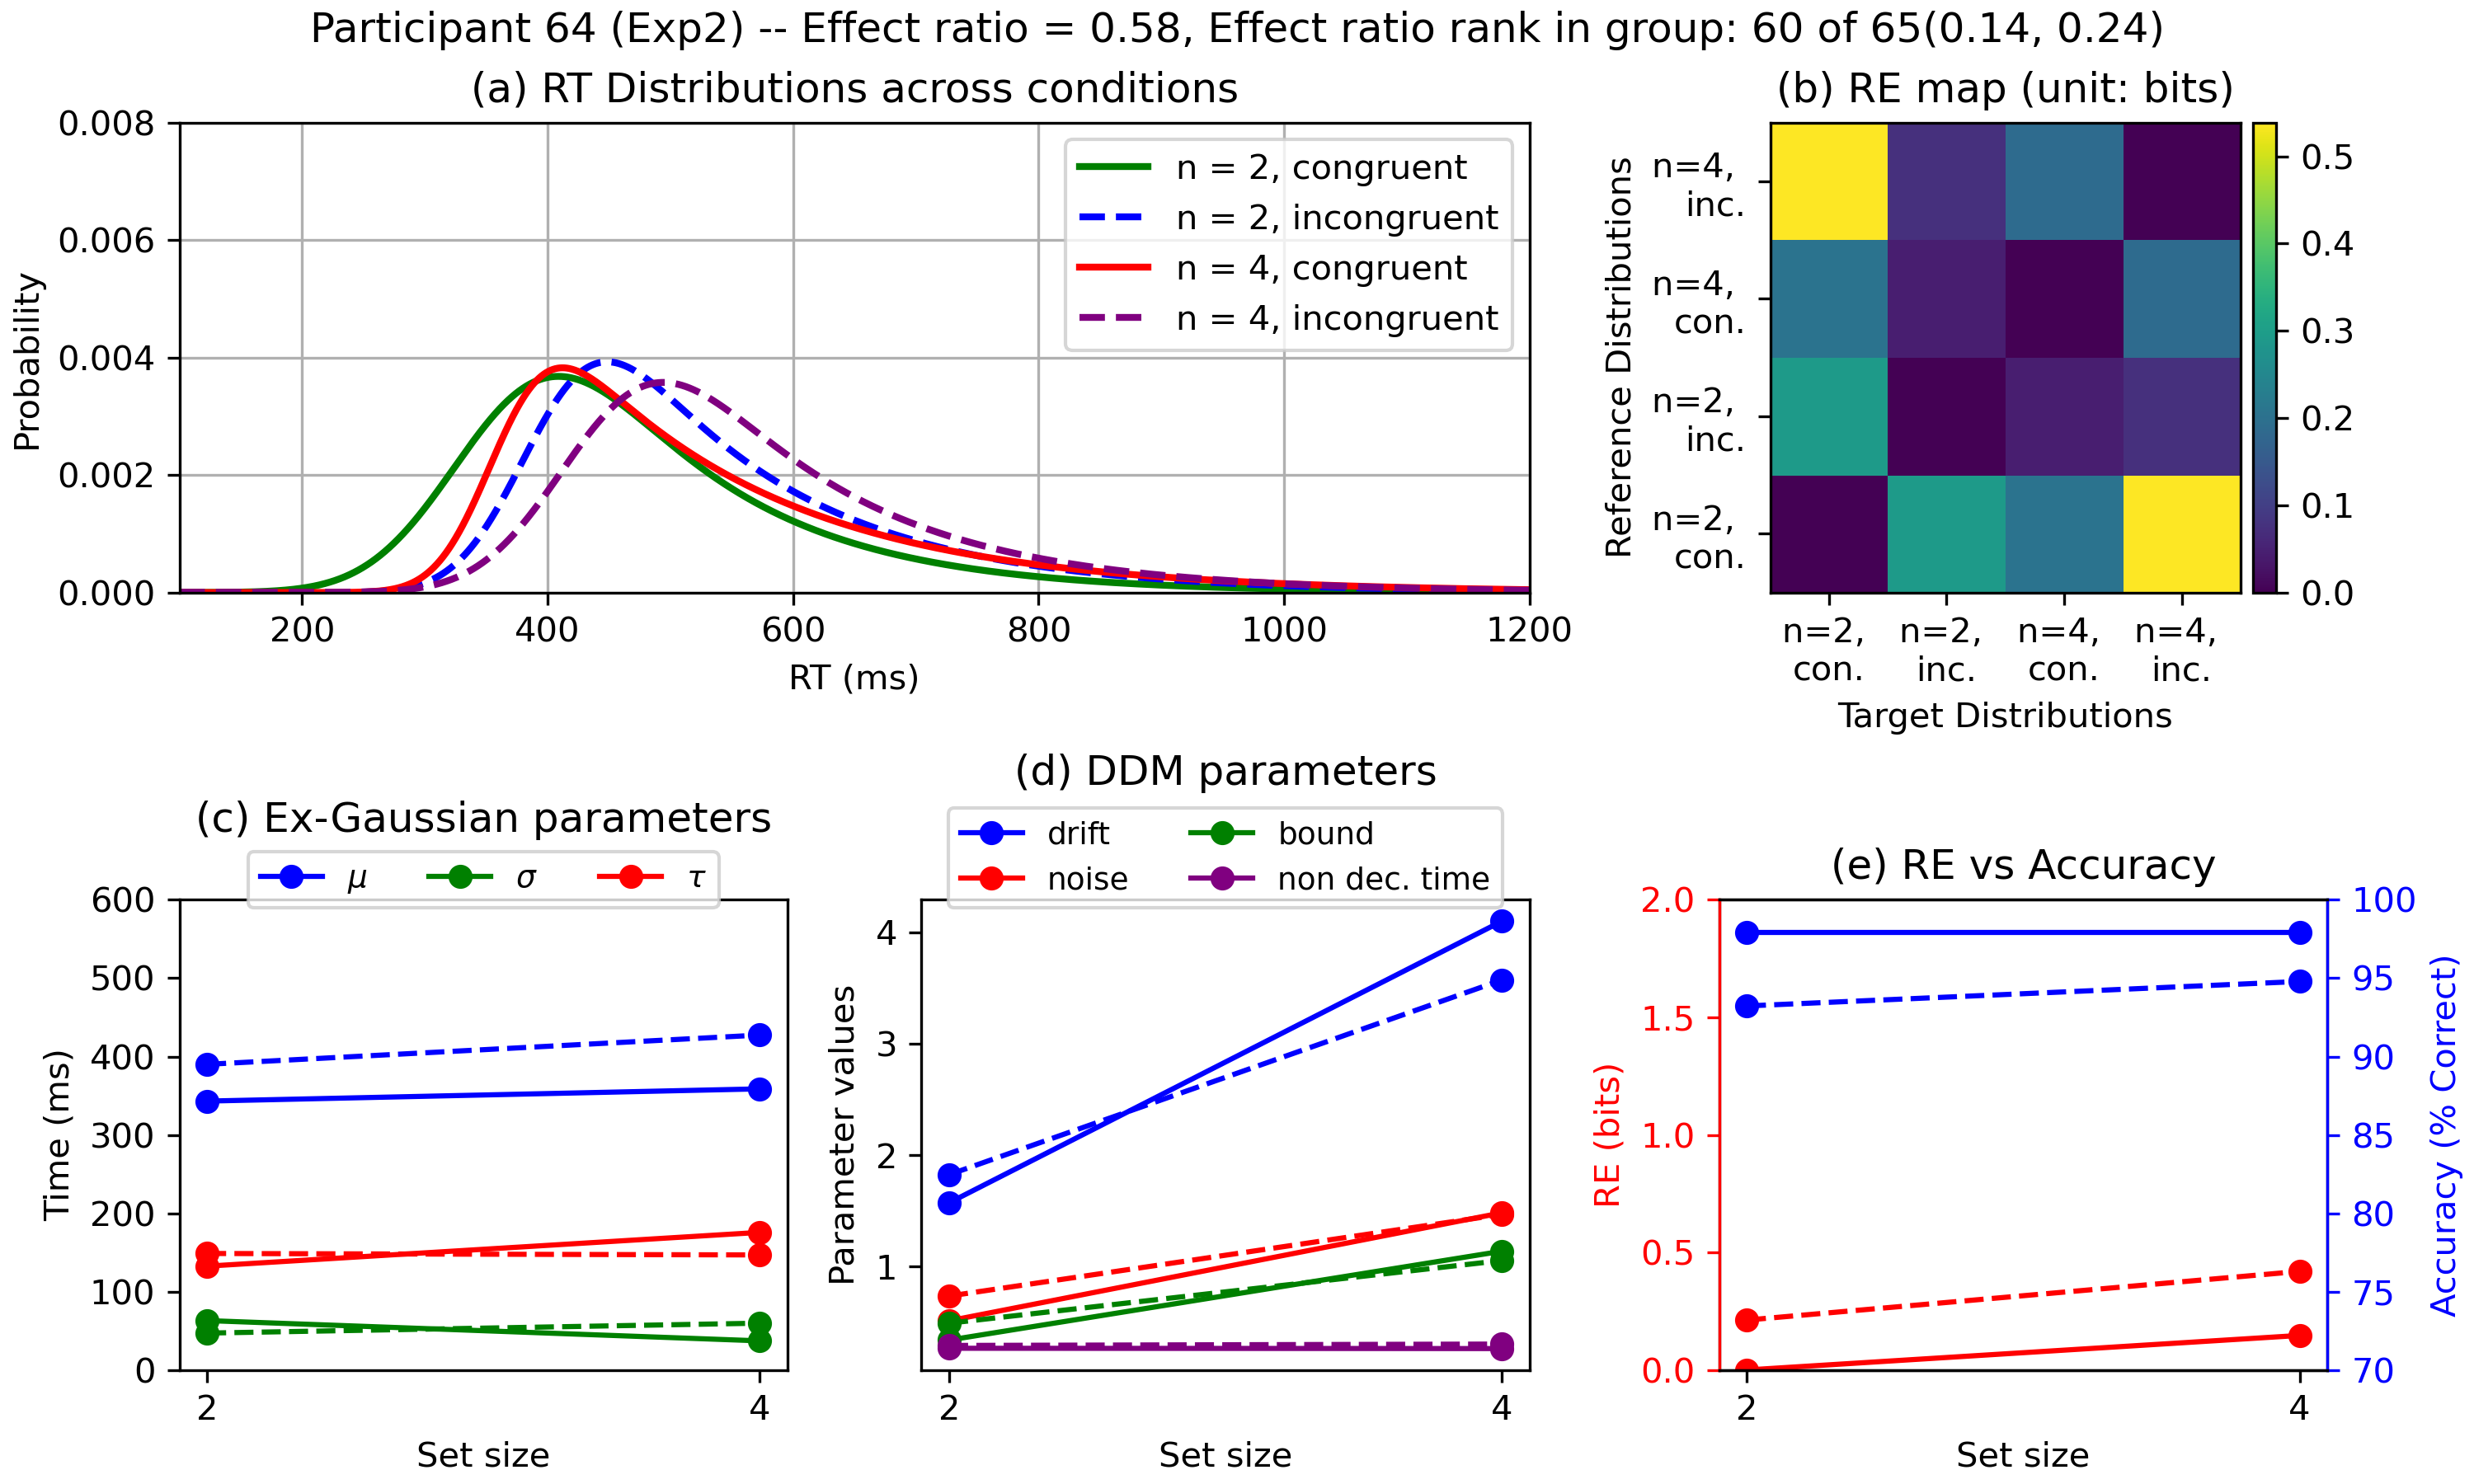 Participant 64 (Exp2) -- Effect ratio = 0.58, Effect ratio rank in group: 60 of 65(0.14, 0.24)
(a) RT Distributions across conditions
0.008
0.006
0.004
0.002
0.000
Probability
n = 2, congruent
n = 2, incongruent
n = 4, congruent
n = 4, incongruent
200
400
600
800
1000
1200
RT (ms)
(b) RE map (unit: bits)
Reference Distributions
n=4,
inc.
n=4,
con.
n=2,
inc.
n=2,
con.
0.5
0.4
0.3
0.2
0.1
0.0
n=2,
con.
n=2,
inc.
n=4,
con.
n=4,
inc.
Target Distributions
(c) Ex-Gaussian parameters
μ
σ
τ
600
500
400
300
200
100
0
Time (ms)
2
4
Set size
(d) DDM parameters
drift
noise
bound
non dec. time
4
3
2
1
Parameter values
2
4
Set size
(e) RE vs Accuracy
2.0
1.5
1.0
0.5
0.0
RE (bits)
100
95
90
85
80
75
70
Accuracy (% Correct)
2
4
Set size